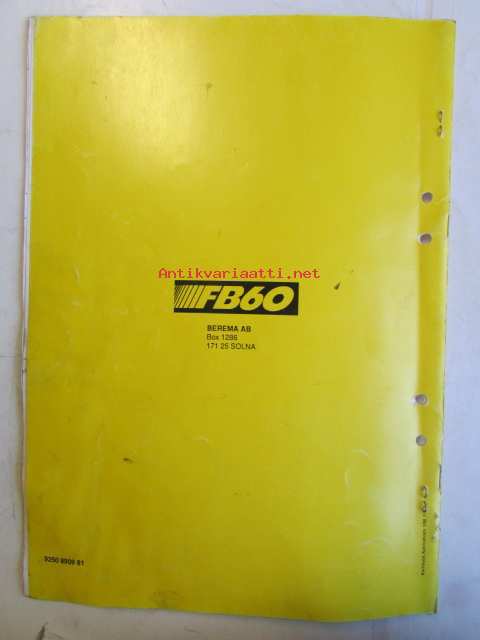 Antikvariaatti.net
FB60
BEREMA AB
Box 1286
171 25 SOLNA
9250 8909 81